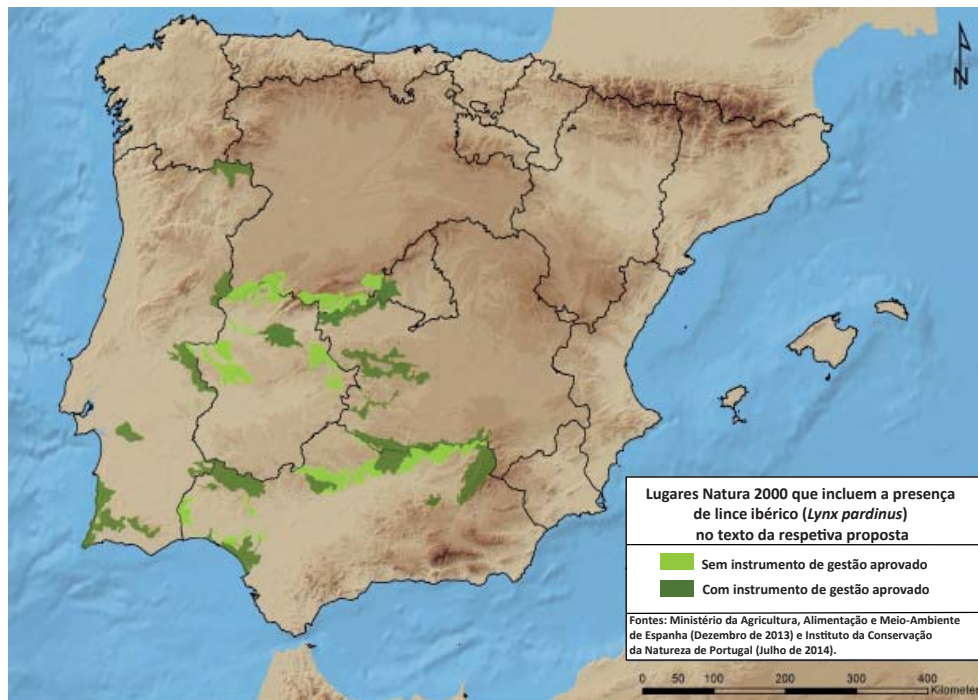 N
Lugares Natura 2000 que incluem a presença
de lince ibérico (Lynx pardinus)
no texto da respetiva proposta
Sem instrumento de gestão aprovado
Com instrumento de gestão aprovado
Fontes: Ministério da Agricultura, Alimentação e Meio-Ambiente
de Espanha (Dezembro de 2013) e Instituto da Conservação
da Natureza de Portugal (Julho de 2014).
0 50 100 200 300 400
Kilometers